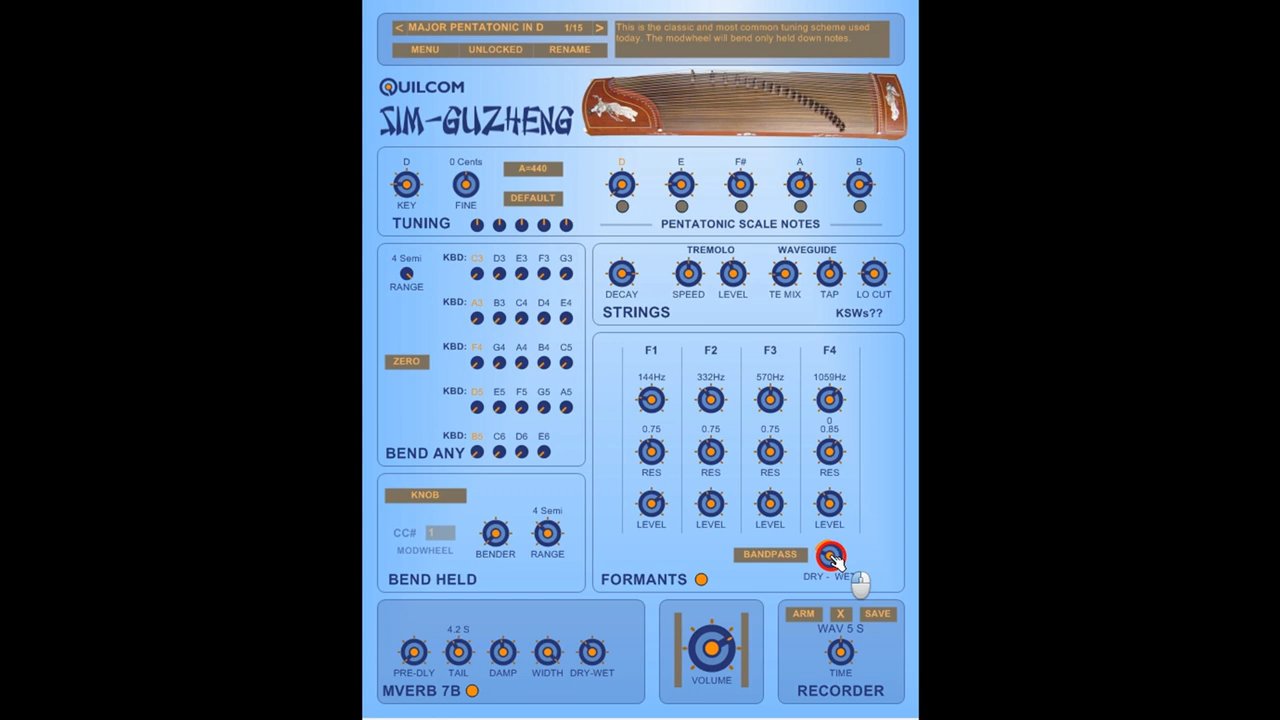 < MAJOR PENTATONIC IN D 1/15 >
MENU UNLOCKED RENAME
This is the classic and most common tuning scheme used
today. The modwheel will bend only held down notes.
QUILCOM
SIM-GUZHENG
D 0 Cents A=440
KEY FINE DEFAULT
TUNING
D E F# A B
PENTATONIC SCALE NOTES
4 Semi
RANGE
KBD: C3 D3 E3 F3 G3
KBD: A3 B3 C4 D4 E4
KBD: F4 G4 A4 B4 C5
ZERO
KBD: D5 E5 F5 G5 A5
KBD: B5 C6 D6 E6
BEND ANY
TREMOLO WAVEGUIDE
DECAY SPEED LEVEL TE MIX TAP LO CUT
STRINGS KSWs??
F1 F2 F3 F4
144Hz 332Hz 570Hz 1059Hz
0
0.75 0.75 0.75 0.85
RES RES RES RES
LEVEL LEVEL LEVEL LEVEL
BANDPASS
DRY - WET
FORMANTS
KNOB
4 Semi
CC# 1
MODWHEEL BENDER RANGE
BEND HELD
4.2 S
PRE-DLY TAIL DAMP WIDTH DRY-WET
MVERB 7B
VOLUME
ARM X SAVE
WAV 5 S
TIME
RECORDER